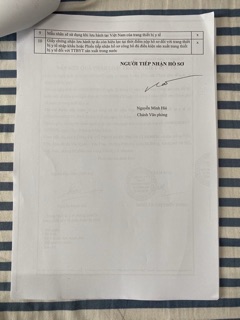 9 Mẫu nhãn sẽ sử dụng khi lưu hành tại Việt Nam của trang thiết bị y tế x
10 Giấy chứng nhận lưu hành tự do còn hiệu lực tại thời điểm nộp hồ sơ đối với trang thiết
bị y tế nhập khẩu hoặc Phiếu tiếp nhận hồ sơ công bố đủ điều kiện sản xuất trang thiết
bị y tế đối với TTBYT sản xuất trong nước
NGƯỜI TIẾP NHẬN HỒ SƠ
Nguyễn Minh
Chánh Văn phòng